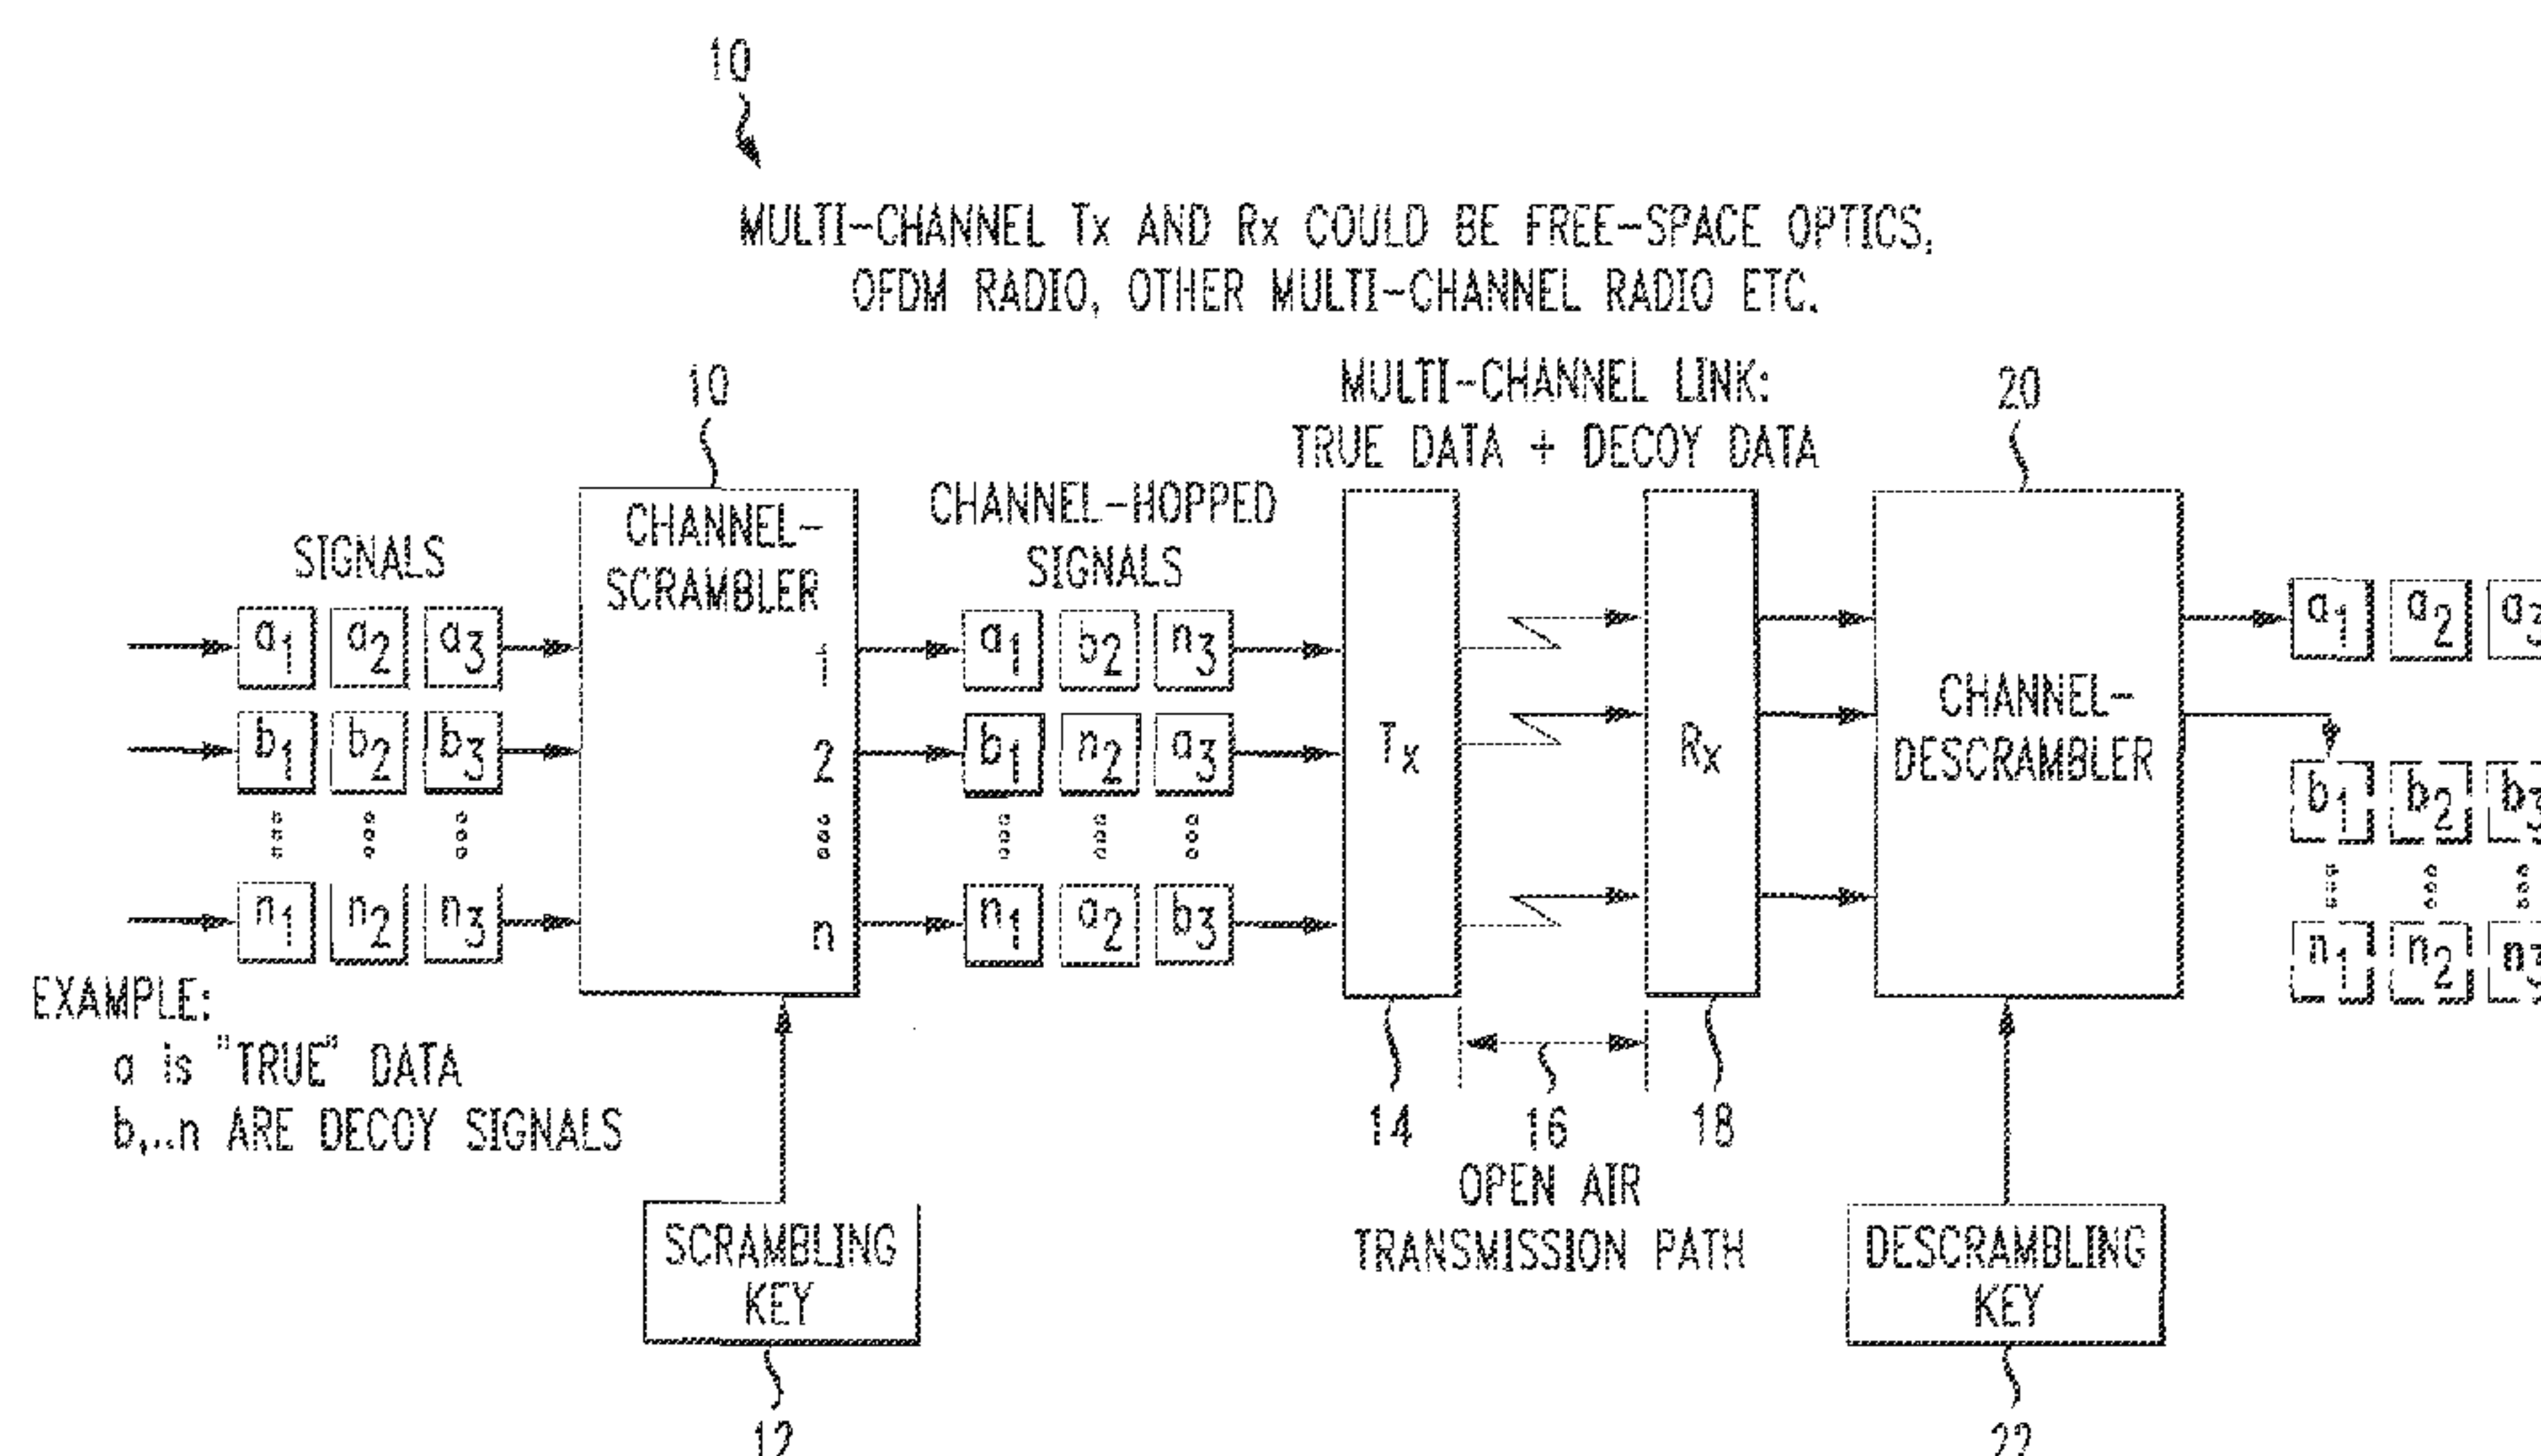 10
MULTI-CHANNEL Tx AND Rx COULD BE FREE-SPACE OPTICS,
OFDM RADIO, OTHER MULTI-CHANNEL RADIO ETC.
10
MULTI-CHANNEL LINK:
TRUE DATA + DECOY DATA
20
SIGNALS
CHANNEL-
SCRAMBLER
CHANNEL-HOPPED
SIGNALS
a1 a2 a3
1
a1 b2 n3
a1 a2 a3
b1 b2 b3
2
b1 n2 a3
Tx
Rx
CHANNEL-
DESCRAMBLER
b1 b2 b3
n1 n2 n3
n
n1 a2 b3
n1 n2 n3
EXAMPLE:
a is "TRUE" DATA
b,..n ARE DECOY SIGNALS
14
16
18
OPEN AIR
TRANSMISSION PATH
SCRAMBLING
KEY
DESCRAMBLING
KEY
12
22